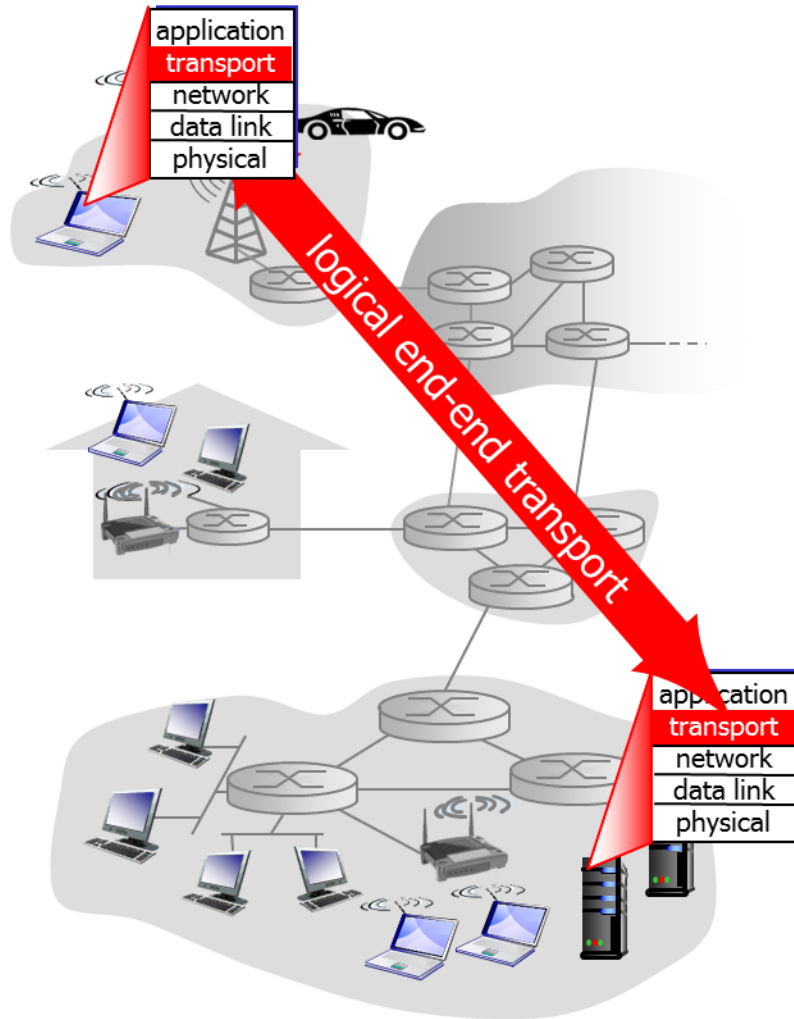 application
transport
network
data link
physical
logical end-end transport
application
transport
network
data link
physical